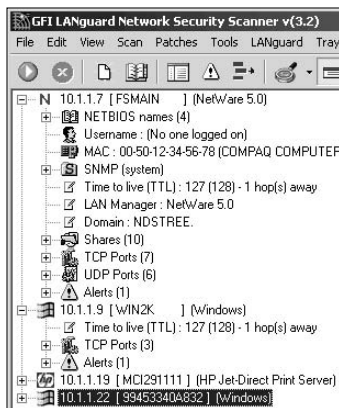 GFI LANguard Network Security Scanner v(3.2)
File Edit View Scan Patches Tools LANguard Tray
N 10.1.1.7 [ FSMAIN ] (NetWare 5.0)
NETBIOS names (4)
Username : (No one logged on)
MAC : 00-50-12-34-56-78 (COMPAQ COMPUTER
SNMP (system)
Time to live (TTL) : 127 (128) - 1 hop(s) away
LAN Manager : NetWare 5.0
Domain : NDSTREE.
Shares (10)
TCP Ports (7)
UDP Ports (6)
Alerts (1)
10.1.1.9 [ WIN2K ] (Windows)
Time to live (TTL) : 127 (128) - 1 hop(s) away
TCP Ports (3)
Alerts (1)
hp 10.1.1.19 [ MCI291111 ] (HP Jet-Direct Print Server)
10.1.1.22 [ 99453340A832 ] (Windows)